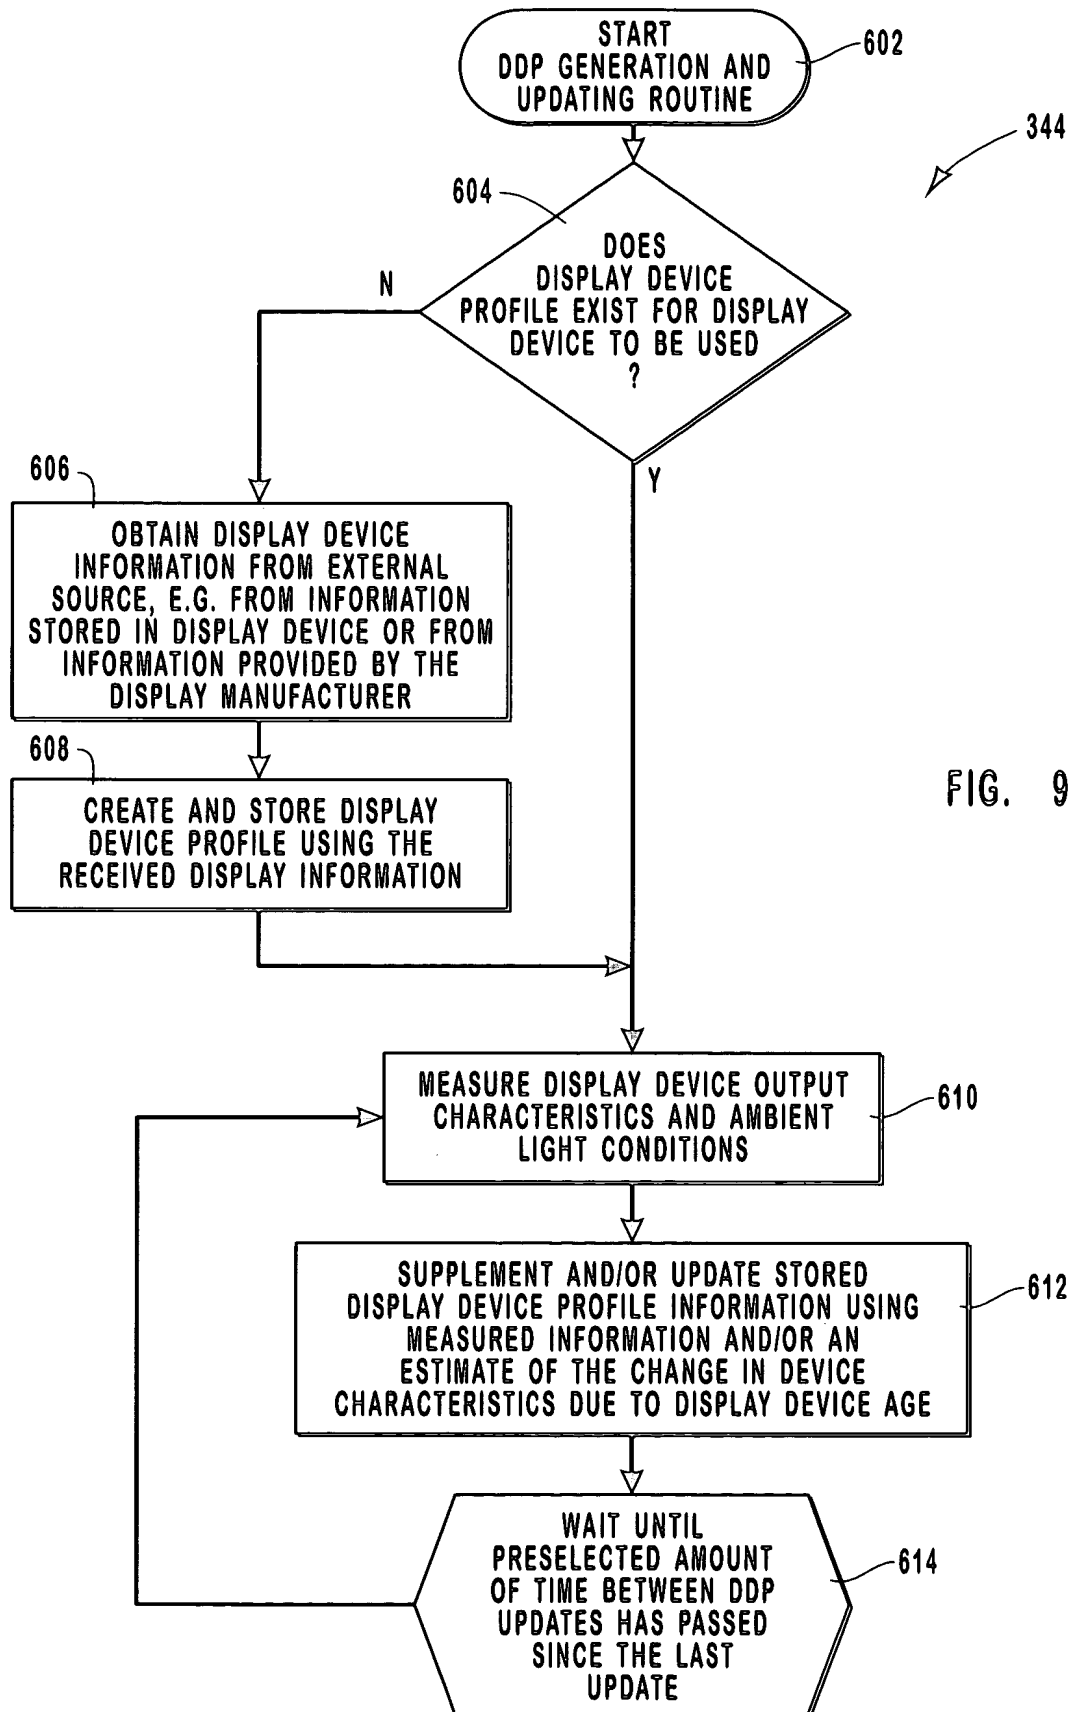 START
DDP GENERATION AND
UPDATING ROUTINE
602
344
604
DOES
DISPLAY DEVICE
PROFILE EXIST FOR DISPLAY
DEVICE TO BE USED
?
N
Y
606
OBTAIN DISPLAY DEVICE
INFORMATION FROM EXTERNAL
SOURCE, E.G. FROM INFORMATION
STORED IN DISPLAY DEVICE OR FROM
INFORMATION PROVIDED BY THE
DISPLAY MANUFACTURER
608
CREATE AND STORE DISPLAY
DEVICE PROFILE USING THE
RECEIVED DISPLAY INFORMATION
FIG. 9
MEASURE DISPLAY DEVICE OUTPUT
CHARACTERISTICS AND AMBIENT
LIGHT CONDITIONS
610
SUPPLEMENT AND/OR UPDATE STORED
DISPLAY DEVICE PROFILE INFORMATION USING
MEASURED INFORMATION AND/OR AN
ESTIMATE OF THE CHANGE IN DEVICE
CHARACTERISTICS DUE TO DISPLAY DEVICE AGE
612
WAIT UNTIL
PRESELECTED AMOUNT
OF TIME BETWEEN DDP
UPDATES HAS PASSED
SINCE THE LAST
UPDATE
614